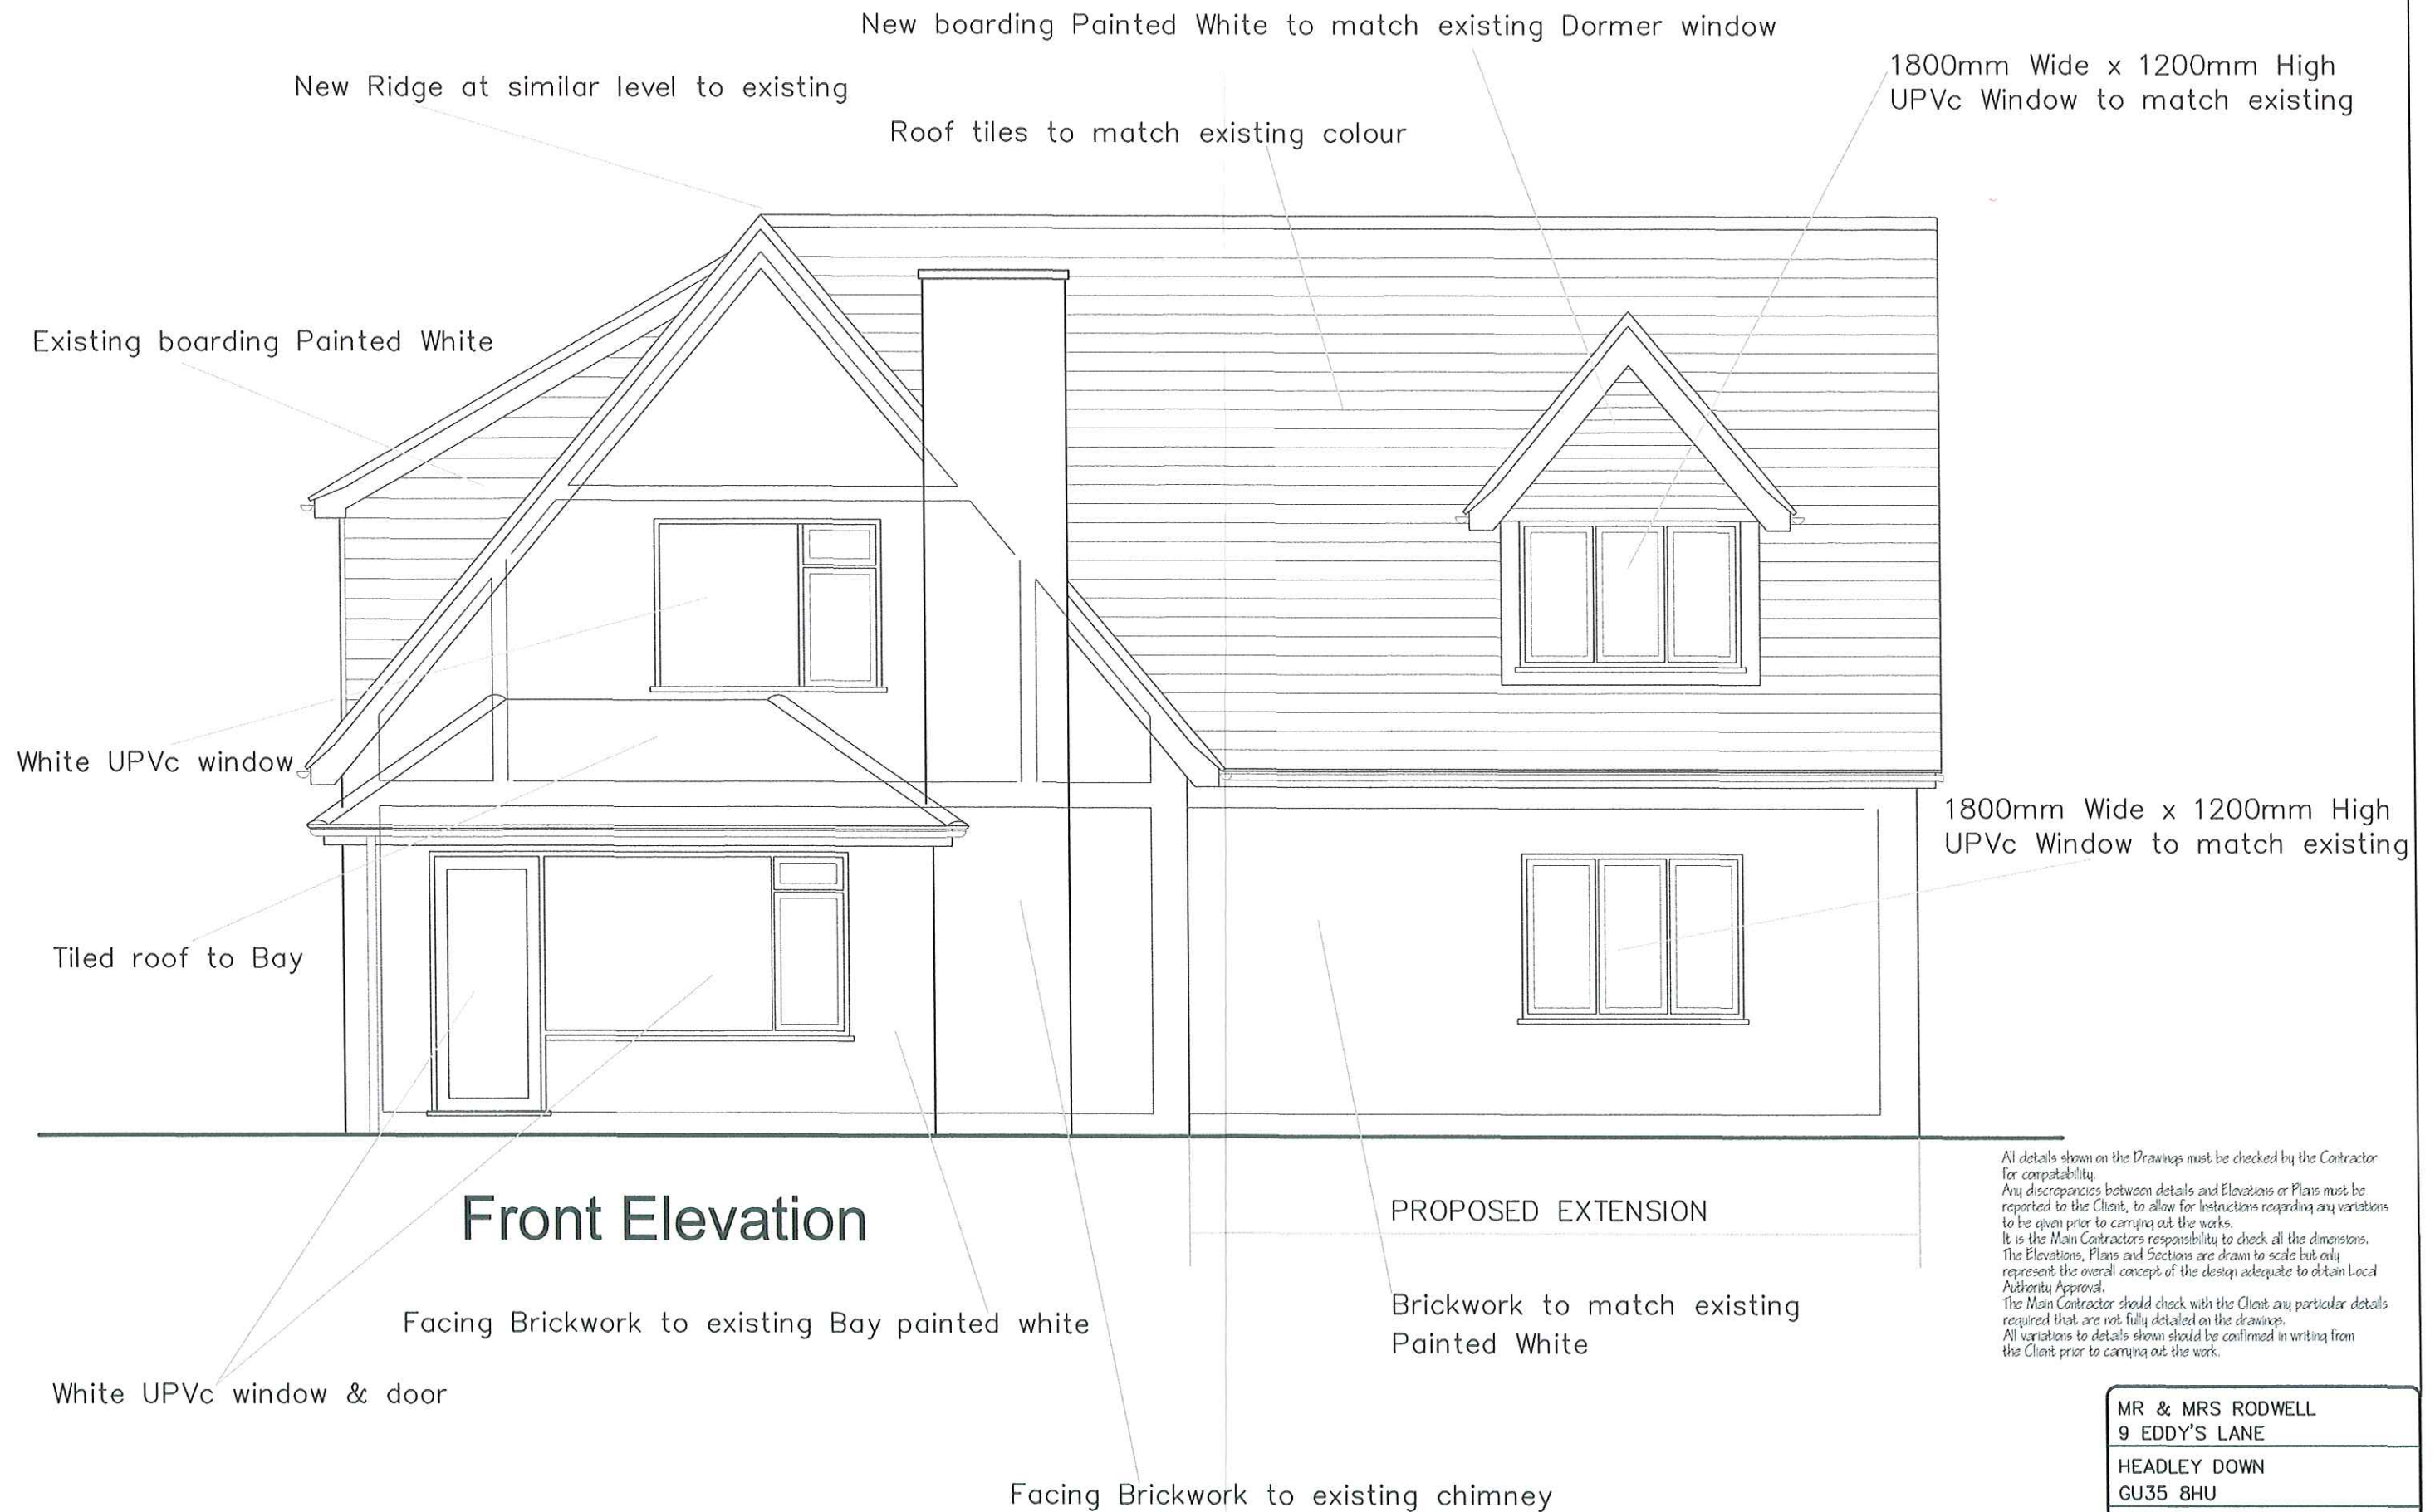 New boarding Painted White to match existing Dormer window
1800mm Wide x 1200mm High
UPVc Window to match existing
New Ridge at similar level to existing
Roof tiles to match existing colour
Existing boarding Painted White
White UPVc window
1800mm Wide x 1200mm High
UPVc Window to match existing
Tiled roof to Bay
Front Elevation
PROPOSED EXTENSION
Facing Brickwork to existing Bay painted white
Brickwork to match existing
Painted White
White UPVc window & door
Facing Brickwork to existing chimney
All details shown on the Drawings must be checked by the Contractor
for compatability.
Any discrepancies between details and Elevations or Plans must be
reported to the Client, to allow for Instructions regarding any variations
to be given prior to carrying out the works.
It is the Main Contractors responsibility to check all the dimensions.
The Elevations, Plans and Sections are drawn to scale but only
represent the overall concept of the design adequate to obtain Local
Authority Approval.
The Main Contractor should check with the Client any particular details
required that are not fully detailed on the drawings.
All variations to details shown should be confirmed in writing from
the Client prior to carrying out the work.
MR & MRS RODWELL
9 EDDY'S LANE
HEADLEY DOWN
GU35 8HU